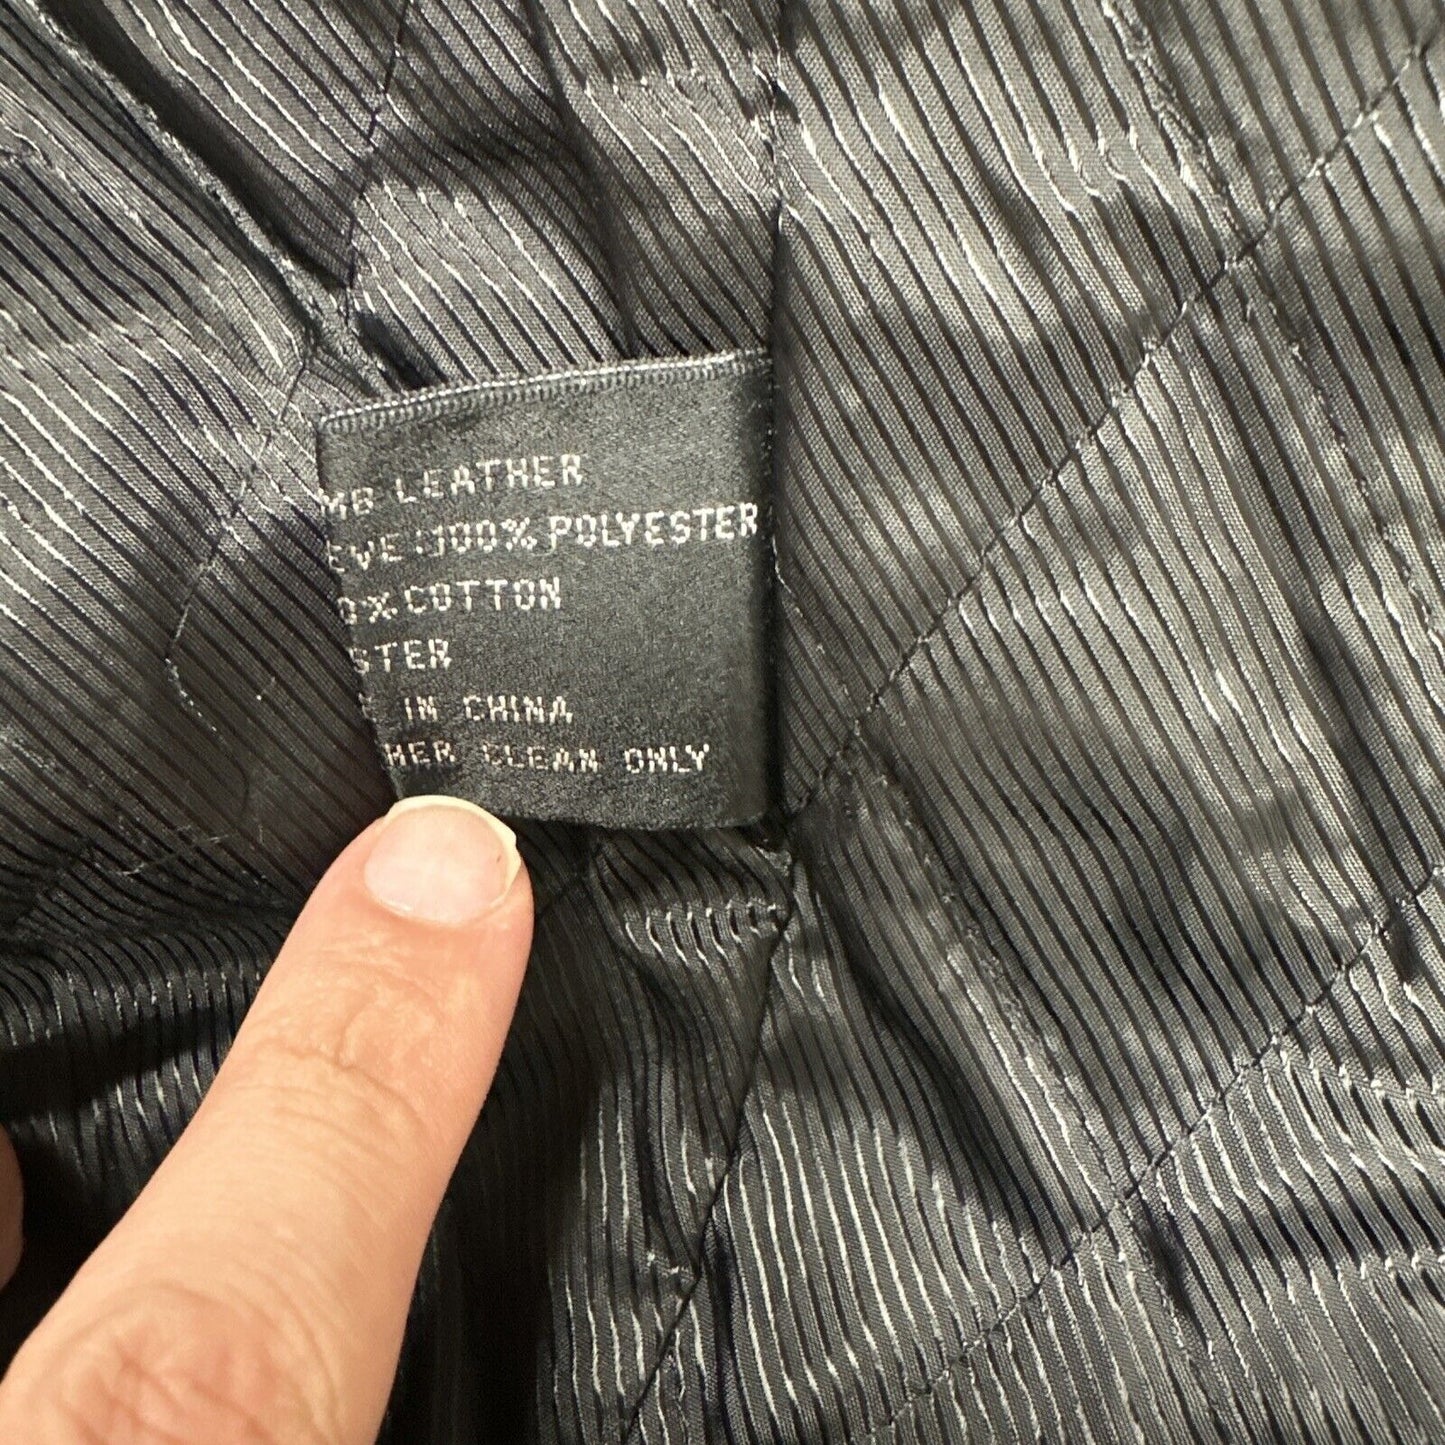 MB LEATHER
EVE:100% POLYESTER
0% COTTON
STER
IN CHINA
HER CLEAN ONLY